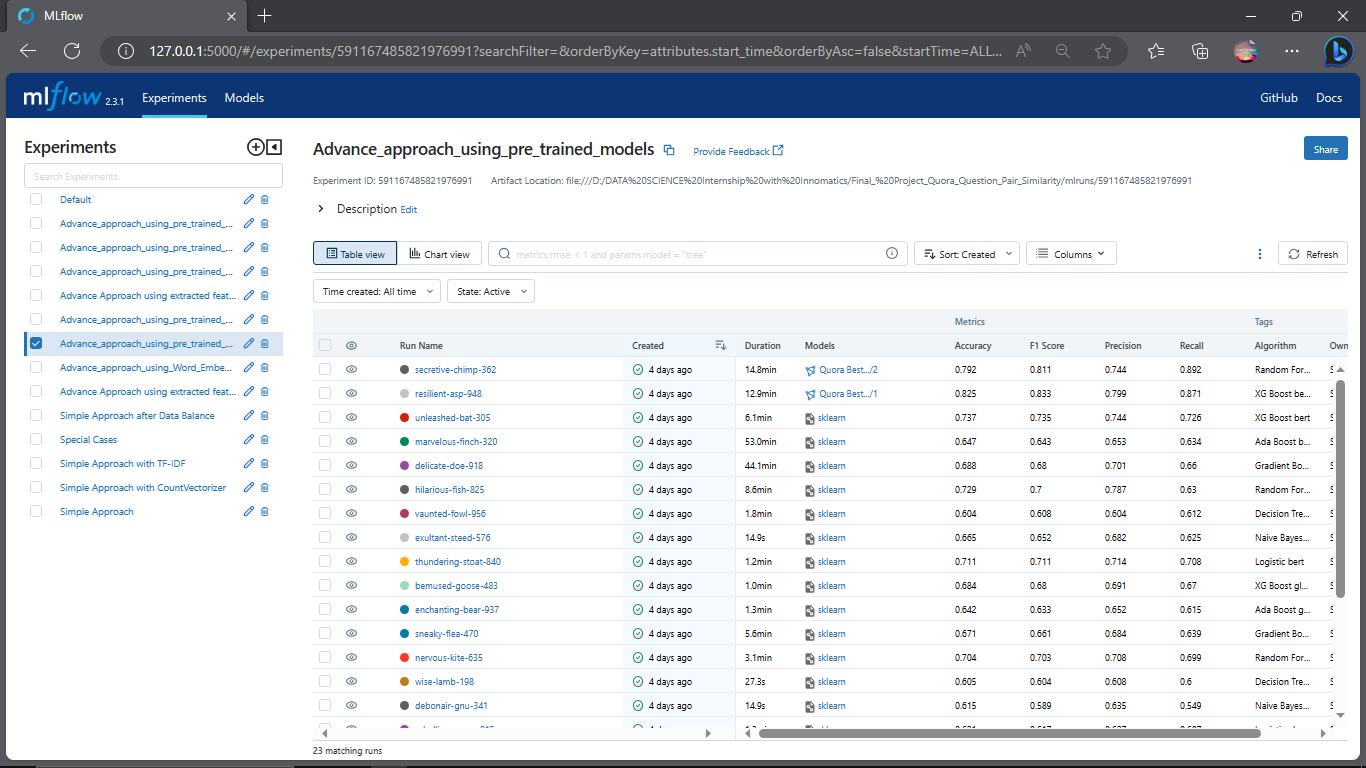 MLflow
127.0.0.1:5000/#/experiments/591167485821976991?searchFilter=&orderByKey=attributes.start_time&orderByAsc=false&startTime=ALL...
mlflow 2.3.1 Experiments Models GitHub Docs
Experiments
Search Experiments
Default
Advance_approach_using_pre_trained_...
Advance_approach_using_pre_trained_...
Advance_approach_using_pre_trained_...
Advance Approach using extracted feat...
Advance_approach_using_pre_trained_...
Advance_approach_using_pre_trained_...
Advance_approach_using_Word_Embe...
Advance Approach using extracted feat...
Simple Approach after Data Balance
Special Cases
Simple Approach with TF-IDF
Simple Approach with CountVectorizer
Simple Approach
Advance_approach_using_pre_trained_models Provide Feedback Share
Experiment ID: 591167485821976991 Artifact Location: file:///D:/DATA%20SCIENCE%20Internship%20with%20Innomatics/Final_%20Project_Quora_Question_Pair_Similarity/mlruns/591167485821976991
Description Edit
Table view Chart view metrics.rmse < 1 and params.model = "tree" Sort: Created Columns Refresh
Time created: All time State: Active
Metrics Tags
Run Name Created Duration Models Accuracy F1 Score Precision Recall Algorithm Own
secretive-chimp-362 4 days ago 14.8min Quora Best.../2 0.792 0.811 0.744 0.892 Random For...
resilient-asp-948 4 days ago 12.9min Quora Best.../1 0.825 0.833 0.799 0.871 XG Boost be...
unleashed-bat-305 4 days ago 6.1min sklearn 0.737 0.735 0.744 0.726 XG Boost bert
marvelous-finch-320 4 days ago 53.0min sklearn 0.647 0.643 0.653 0.634 Ada Boost b...
delicate-doe-918 4 days ago 44.1min sklearn 0.688 0.68 0.701 0.66 Gradient Bo...
hilarious-fish-825 4 days ago 8.6min sklearn 0.729 0.7 0.787 0.63 Random For...
vaunted-fowl-956 4 days ago 1.8min sklearn 0.604 0.608 0.604 0.612 Decision Tre...
exultant-steed-576 4 days ago 14.9s sklearn 0.665 0.652 0.682 0.625 Naive Bayes...
thundering-stoat-840 4 days ago 1.2min sklearn 0.711 0.711 0.714 0.708 Logistic bert
bemused-goose-483 4 days ago 1.0min sklearn 0.684 0.68 0.691 0.67 XG Boost gl...
enchanting-bear-937 4 days ago 1.3min sklearn 0.642 0.633 0.652 0.615 Ada Boost g...
sneaky-flea-470 4 days ago 5.6min sklearn 0.671 0.661 0.684 0.639 Gradient Bo...
nervous-kite-635 4 days ago 3.1min sklearn 0.704 0.703 0.708 0.699 Random For...
wise-lamb-198 4 days ago 27.3s sklearn 0.605 0.604 0.608 0.6 Decision Tre...
debonair-gnu-341 4 days ago 14.9s sklearn 0.615 0.589 0.635 0.549 Naive Bayes...
23 matching runs